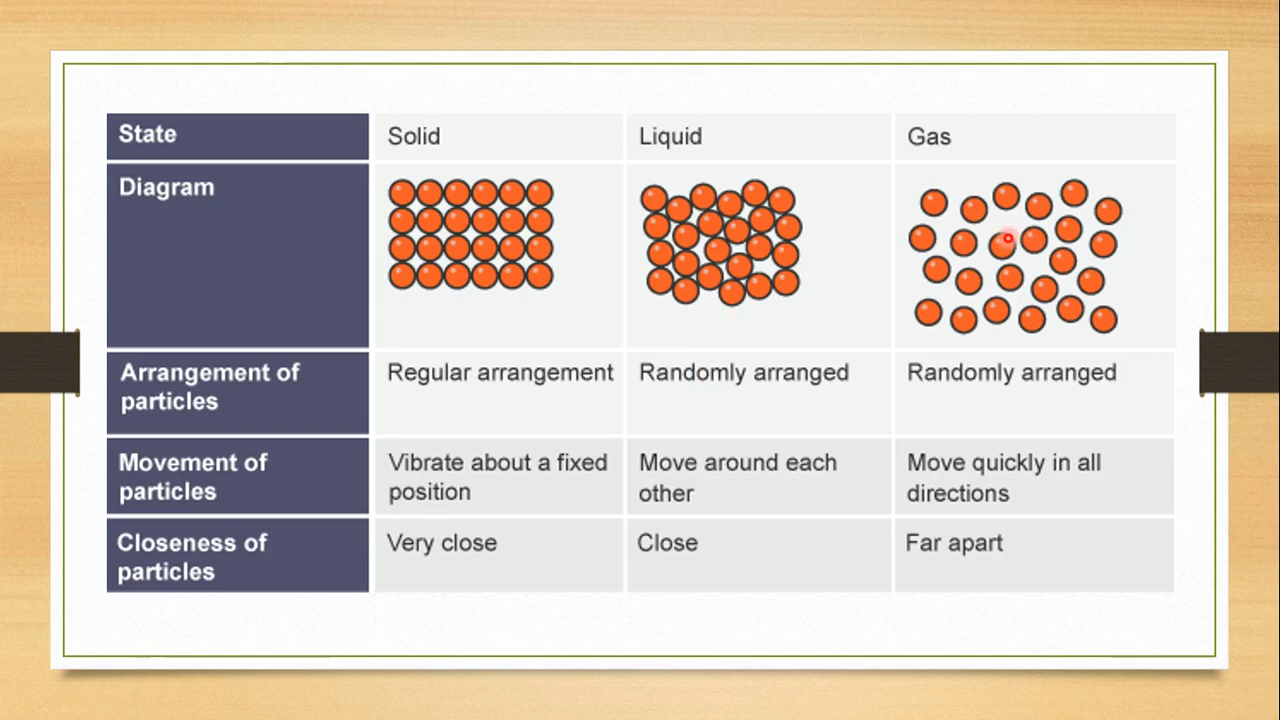 State
Solid
Liquid
Gas
Diagram
Arrangement of
particles
Regular arrangement
Randomly arranged
Randomly arranged
Movement of
particles
Vibrate about a fixed
position
Move around each
other
Move quickly in all
directions
Closeness of
particles
Very close
Close
Far apart